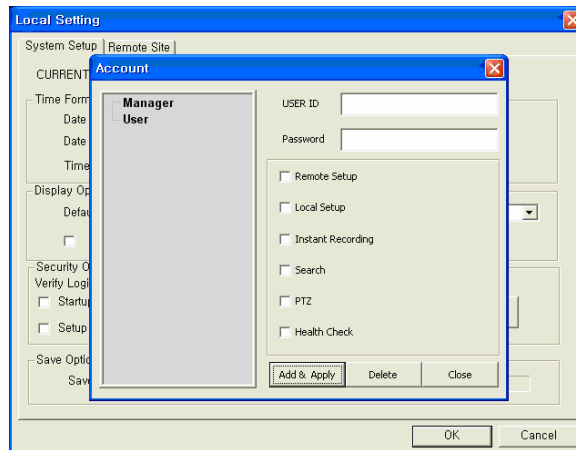 Local Setting
System Setup
Remote Site
CURRENT
Account
Time Form
Date
Date
Time
Manager
User
USER ID
Password
Remote Setup
Local Setup
Instant Recording
Search
PTZ
Health Check
Display Op
Defau
Security O
Verify Logi
Startu
Setup
Save Optio
Save
Add & Apply
Delete
Close
OK
Cancel